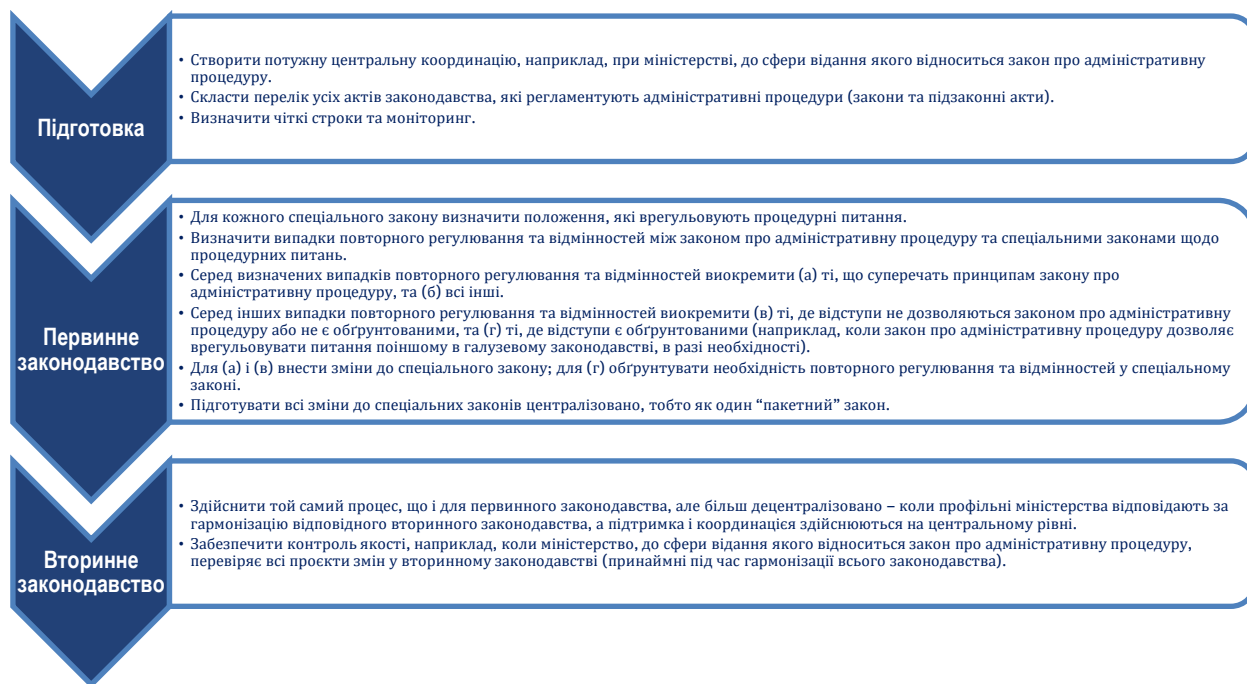 Підготовка
• Створити потужну центральну координацію, наприклад, при міністерстві, до сфери відання якого відноситься закон про адміністративну
процедуру.
• Скласти перелік усіх актів законодавства, які регламентують адміністративні процедури (закони та підзаконні акти).
• Визначити чіткі строки та моніторинг.
Первинне
законодавство
• Для кожного спеціального закону визначити положення, які врегульовують процедурні питання.
• Визначити випадки повторного регулювання та відмінностей між законом про адміністративну процедуру та спеціальними законами щодо
процедурних питань.
• Серед визначених випадків повторного регулювання та відмінностей виокремити (а) ті, що суперечать принципам закону про
адміністративну процедуру, та (б) всі інші.
• Серед інших випадки повторного регулювання та відмінностей виокремити (в) ті, де відступи не дозволяються законом про адміністративну
процедуру або не є обґрунтованими, та (г) ті, де відступи є обґрунтованими (наприклад, коли закон про адміністративну процедуру дозволяє
врегульовувати питання поіншому в галузевому законодавстві, в разі необхідності).
• Для (а) і (в) внести зміни до спеціального закону; для (г) обґрунтувати необхідність повторного регулювання та відмінностей у спеціальному
законі.
• Підготувати всі зміни до спеціальних законів централізовано, тобто як один “пакетний” закон.
Вторинне
законодавство
• Здійснити той самий процес, що і для первинного законодавства, але більш децентралізовано – коли профільні міністерства відповідають за
гармонізацію відповідного вторинного законодавства, а підтримка і координацієя здійснюються на центральному рівні.
• Забезпечити контроль якості, наприклад, коли міністерство, до сфери відання якого відноситься закон про адміністративну процедуру,
перевіряє всі проєкти змін у вторинному законодавстві (принаймні під час гармонізації всього законодавства).